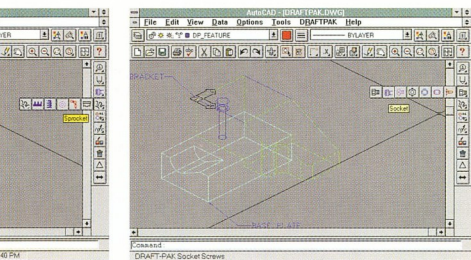 YER
Sprocket
40 PM
AutoCAD - [DRAFTPAK.DWG]
File Edit View Data Options Tools DRAFTPAK Help
DP_FEATURE
BYLAYER
BRACKET
Socket
BASE PLATE
Command
DRAFT-PAK Socket Screws